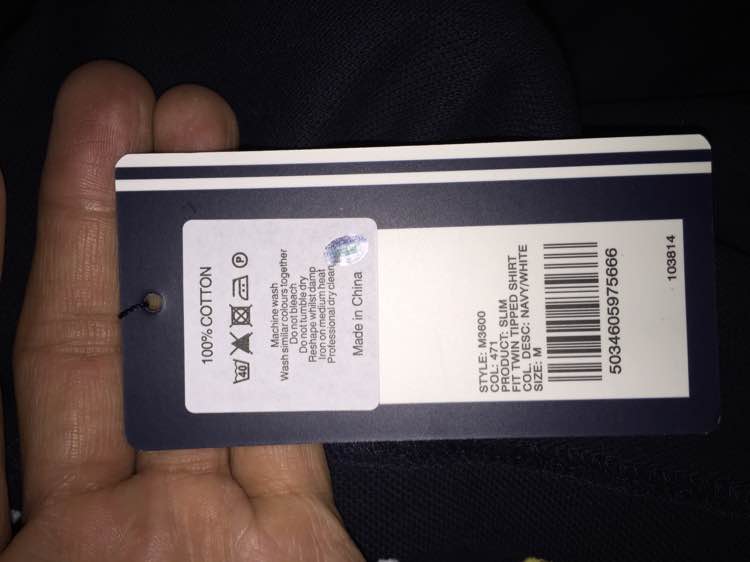 100% COTTON
40
P
Machine wash
Wash similar colours together
Do not bleach
Do not tumble dry
Reshape whilst damp
Iron on medium heat
Professional dry clean
Made in China
STYLE: M3600
COL: 471
PRODUCT: SLIM
FIT TWIN TIPPED SHIRT
COL. DESC: NAVY/WHITE
SIZE: M
5034605975666
103814